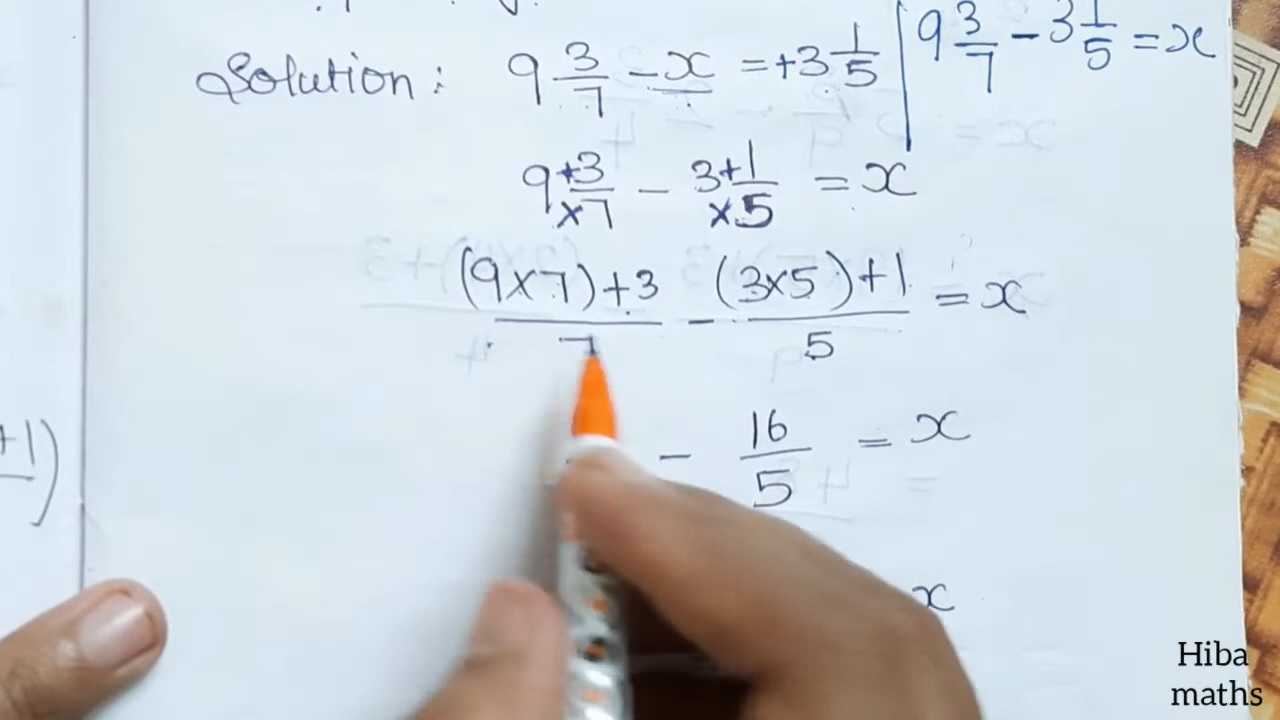 Solution: 9 3/7 - x = +3 1/5 | 9 3/7 - 3 1/5 = x
9 + 3 / × 7 - 3 + 1 / × 5 = x
(9×7)+3 / 7 - (3×5)+1 / 5 = x
- 16/5 = x
+1)
x
Hiba
maths